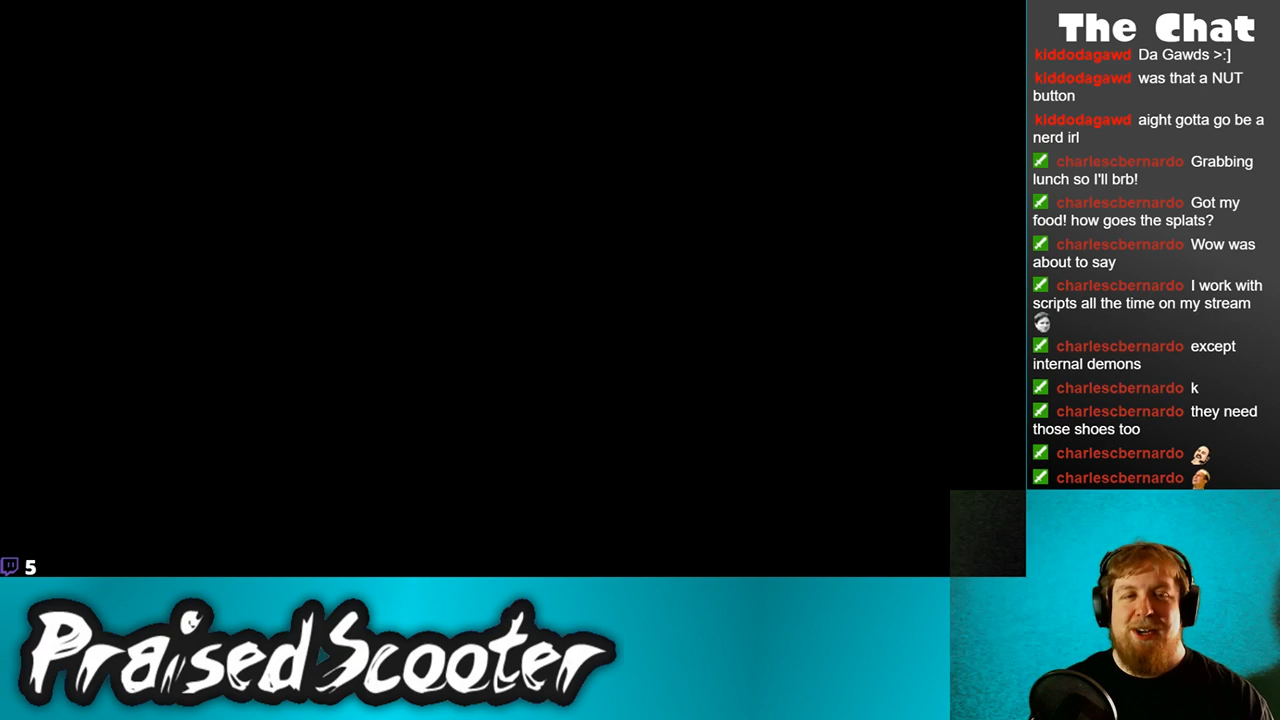 The Chat
kiddodagawd Da Gawds >:]
kiddodagawd was that a NUT
button
kiddodagawd aight gotta go be a
nerd irl
charlescbernardo Grabbing
lunch so I'll brb!
charlescbernardo Got my
food! how goes the splats?
charlescbernardo Wow was
about to say
charlescbernardo I work with
scripts all the time on my stream
charlescbernardo except
internal demons
charlescbernardo k
charlescbernardo they need
those shoes too
charlescbernardo
charlescbernardo
5
PraisedScooter